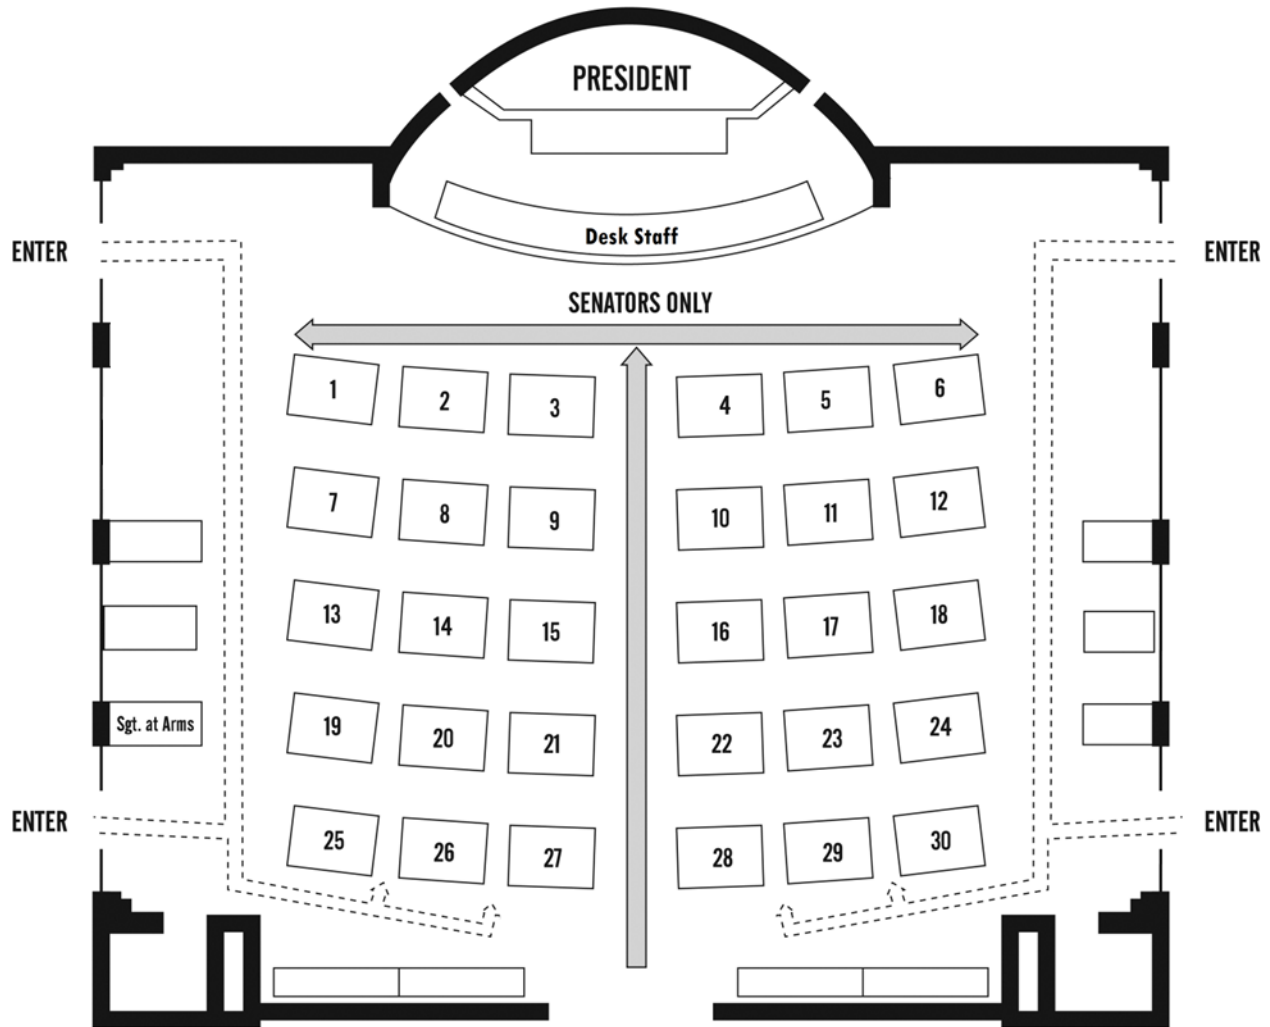 PRESIDENT
Desk Staff
ENTER
ENTER
SENATORS ONLY
1 2 3 4 5 6
7 8 9 10 11 12
13 14 15 16 17 18
Sgt. at Arms
19 20 21 22 23 24
ENTER
ENTER
25 26 27 28 29 30